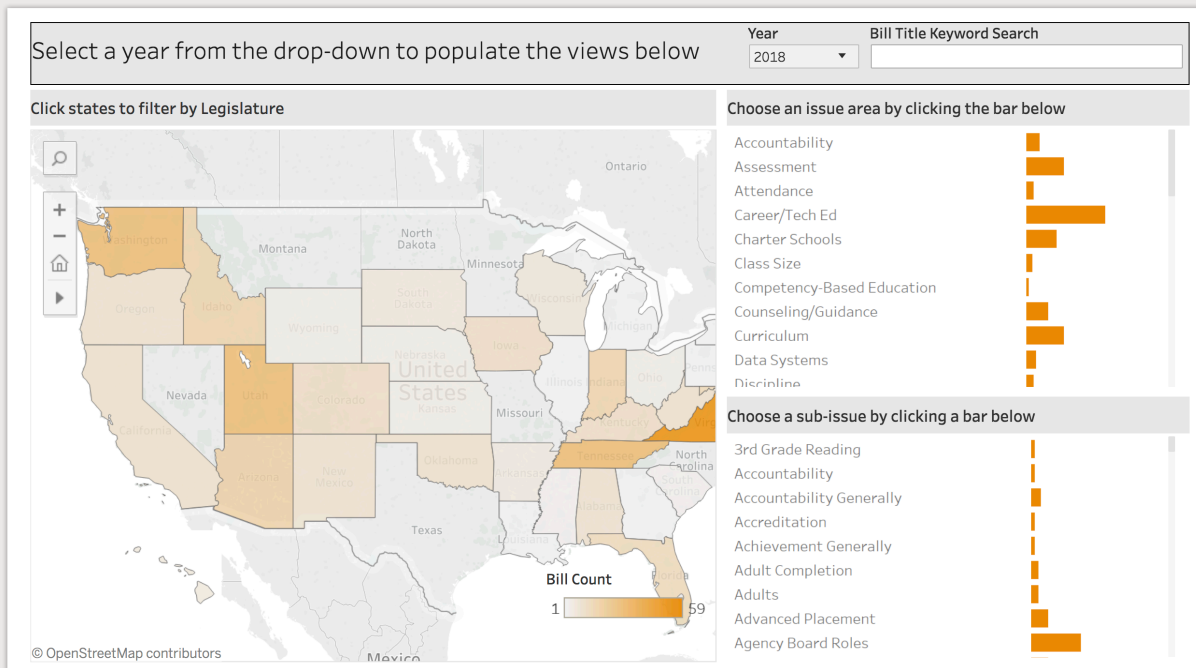 Select a year from the drop-down to populate the views below
Year
2018
Bill Title Keyword Search
Click states to filter by Legislature
Ontario
Washington
Montana
North
Dakota
Minnesota
Oregon
Idaho
South
Dakota
Wisconsin
Wyoming
Michigan
Iowa
Nebraska
United
States
Nevada
Utah
Colorado
Kansas
Illinois
Indiana
Ohio
Penns
Missouri
Kentucky
Virg
California
Tennessee
North
Carolina
Arizona
New
Mexico
Oklahoma
Arkansas
South
Carolina
Alabama
Texas
Louisiana
Florida
Mexico
Bill Count
1
59
© OpenStreetMap contributors
Choose an issue area by clicking the bar below
Accountability
Assessment
Attendance
Career/Tech Ed
Charter Schools
Class Size
Competency-Based Education
Counseling/Guidance
Curriculum
Data Systems
Discipline
Choose a sub-issue by clicking a bar below
3rd Grade Reading
Accountability
Accountability Generally
Accreditation
Achievement Generally
Adult Completion
Adults
Advanced Placement
Agency Board Roles